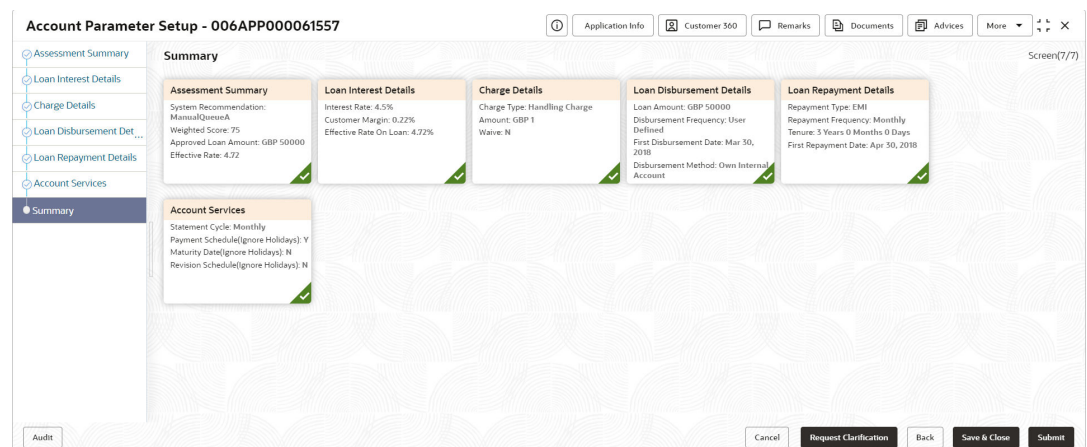 Account Parameter Setup - 006APP000061557
Application Info
Customer 360
Remarks
Documents
Advices
More
Assessment Summary
Loan Interest Details
Charge Details
Loan Disbursement Det...
Loan Repayment Details
Account Services
Summary
Summary
Screen(7/7)
Assessment Summary
System Recommendation:
ManualQueueA
Weighted Score: 75
Approved Loan Amount: GBP 50000
Effective Rate: 4.72
Loan Interest Details
Interest Rate: 4.5%
Customer Margin: 0.22%
Effective Rate On Loan: 4.72%
Charge Details
Charge Type: Handling Charge
Amount: GBP 1
Waive: N
Loan Disbursement Details
Loan Amount: GBP 50000
Disbursement Frequency: User
Defined
First Disbursement Date: Mar 30,
2018
Disbursement Method: Own Internal
Account
Loan Repayment Details
Repayment Type: EMI
Repayment Frequency: Monthly
Tenure: 3 Years 0 Months 0 Days
First Repayment Date: Apr 30, 2018
Account Services
Statement Cycle: Monthly
Payment Schedule(Ignore Holidays): Y
Maturity Date(Ignore Holidays): N
Revision Schedule(Ignore Holidays): N
Audit
Cancel
Request Clarification
Back
Save & Close
Submit